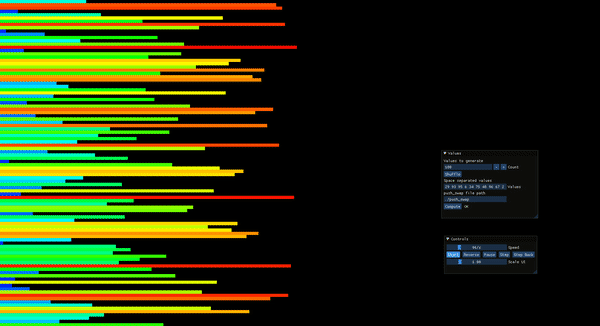 Values
Values to generate
100 - + Count
Shuffle
Space separated values
Values
push_swap file path
./push_swap
Compute OK
Controls
Speed
Start Reverse Pause Step Step Back
Scale UI